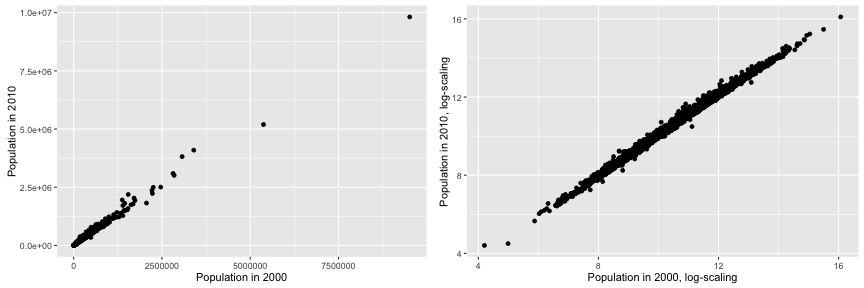 1.0e+07
7.5e+06
5.0e+06
2.5e+06
0.0e+00
0 2500000 5000000 7500000
Population in 2000
Population in 2010
16
12
8
4
4 8 12 16
Population in 2000, log-scaling
Population in 2010, log-scaling